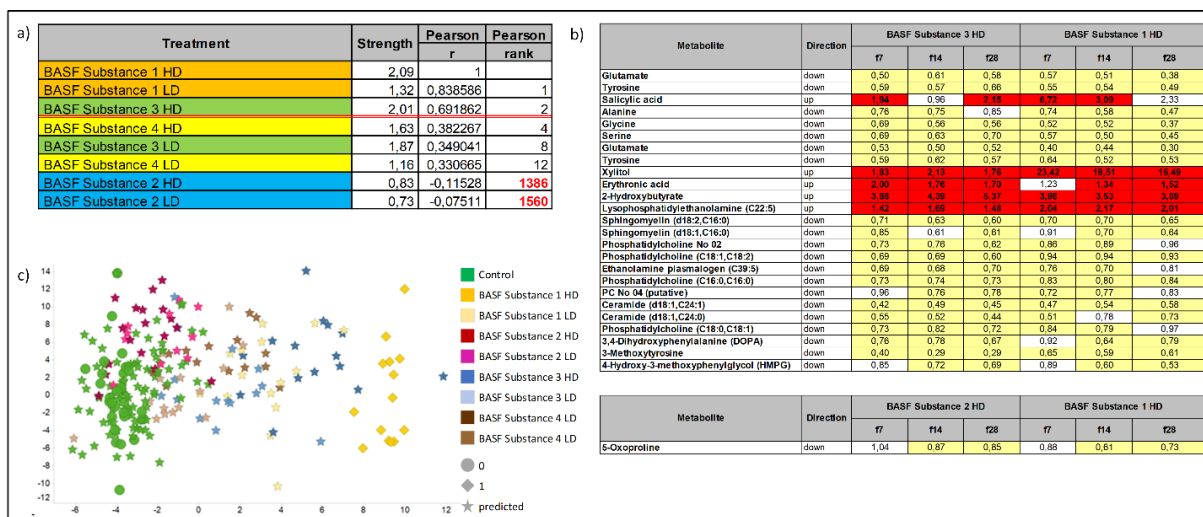 a)
Treatment Strength Pearson r Pearson rank
BASF Substance 1 HD 2,09 1
BASF Substance 1 LD 1,32 0,838586 1
BASF Substance 3 HD 2,01 0,691862 2
BASF Substance 4 HD 1,63 0,382267 4
BASF Substance 3 LD 1,87 0,349041 8
BASF Substance 4 LD 1,16 0,330665 12
BASF Substance 2 HD 0,83 -0,11528 1386
BASF Substance 2 LD 0,73 -0,07511 1560
b)
Metabolite Direction BASF Substance 3 HD BASF Substance 1 HD
f7 f14 f28 f7 f14 f28
Glutamate down 0,50 0,61 0,58 0,57 0,51 0,38
Tyrosine down 0,59 0,57 0,66 0,55 0,54 0,49
Salicylic acid up 1,94 0,96 2,15 6,72 3,09 2,33
Alanine down 0,76 0,75 0,85 0,74 0,58 0,47
Glycine down 0,69 0,56 0,56 0,52 0,52 0,37
Serine down 0,69 0,63 0,70 0,57 0,50 0,45
Glutamate down 0,53 0,50 0,52 0,40 0,44 0,30
Tyrosine down 0,59 0,62 0,57 0,64 0,52 0,53
Xylitol up 1,63 2,13 1,76 23,42 19,51 16,49
Erythronic acid up 2,00 1,76 1,70 1,23 1,34 1,52
2-Hydroxybutyrate up 3,86 4,39 5,37 3,98 3,53 3,69
Lysophosphatidylethanolamine (C22:5) up 1,42 1,69 1,48 2,04 2,17 2,01
Sphingomyelin (d18:2,C16:0) down 0,71 0,63 0,60 0,70 0,70 0,65
Sphingomyelin (d18:1,C16:0) down 0,85 0,61 0,61 0,91 0,70 0,64
Phosphatidylcholine No 02 down 0,73 0,76 0,62 0,86 0,89 0,96
Phosphatidylcholine (C18:1,C18:2) down 0,69 0,69 0,60 0,94 0,94 0,93
Ethanolamine plasmalogen (C39:5) down 0,69 0,68 0,70 0,76 0,70 0,81
Phosphatidylcholine (C16:0,C16:0) down 0,73 0,74 0,73 0,83 0,80 0,84
PC No 04 (putative) down 0,96 0,76 0,78 0,72 0,77 0,83
Ceramide (d18:1,C24:1) down 0,42 0,49 0,45 0,47 0,54 0,58
Ceramide (d18:1,C24:0) down 0,55 0,52 0,44 0,51 0,78 0,73
Phosphatidylcholine (C18:0,C18:1) down 0,73 0,82 0,72 0,84 0,79 0,97
3,4-Dihydroxyphenylalanine (DOPA) down 0,76 0,78 0,67 0,92 0,64 0,79
3-Methoxytyrosine down 0,40 0,29 0,29 0,65 0,59 0,61
4-Hydroxy-3-methoxyphenylglycol (HMPG) down 0,85 0,72 0,69 0,89 0,60 0,53
Metabolite Direction BASF Substance 2 HD BASF Substance 1 HD
f7 f14 f28 f7 f14 f28
5-Oxoproline down 1,04 0,87 0,85 0,88 0,61 0,73
c)
14
12
10
8
6
4
2
0
-2
-4
-6
-8
10
12
-6 -4 -2 0 2 4 6 8 10 12
Control
BASF Substance 1 HD
BASF Substance 1 LD
BASF Substance 2 HD
BASF Substance 2 LD
BASF Substance 3 HD
BASF Substance 3 LD
BASF Substance 4 LD
BASF Substance 4 LD
0
1
predicted